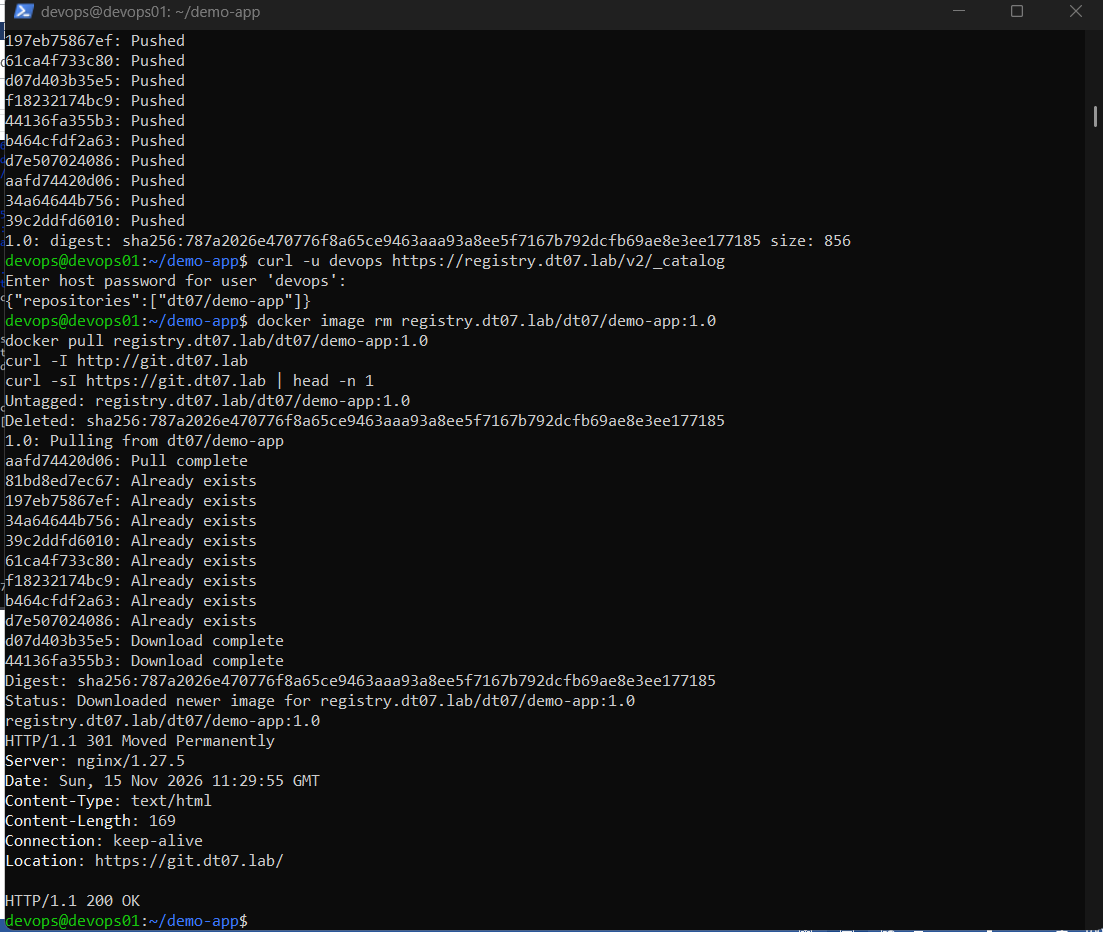 devops@devops01: ~/demo-app
197eb75867ef: Pushed
61ca4f733c80: Pushed
d07d403b35e5: Pushed
f18232174bc9: Pushed
44136fa355b3: Pushed
b464cfdf2a63: Pushed
d7e507024086: Pushed
aafd74420d06: Pushed
34a64644b756: Pushed
39c2ddfd6010: Pushed
1.0: digest: sha256:787a2026e470776f8a65ce9463aaa93a8ee5f7167b792dcfb69ae8e3ee177185 size: 856
devops@devops01:~/demo-app$ curl -u devops https://registry.dt07.lab/v2/_catalog
Enter host password for user 'devops':
{"repositories":["dt07/demo-app"]}
devops@devops01:~/demo-app$ docker image rm registry.dt07.lab/dt07/demo-app:1.0
docker pull registry.dt07.lab/dt07/demo-app:1.0
curl -I http://git.dt07.lab
curl -sI https://git.dt07.lab | head -n 1
Untagged: registry.dt07.lab/dt07/demo-app:1.0
Deleted: sha256:787a2026e470776f8a65ce9463aaa93a8ee5f7167b792dcfb69ae8e3ee177185
1.0: Pulling from dt07/demo-app
aafd74420d06: Pull complete
81bd8ed7ec67: Already exists
197eb75867ef: Already exists
34a64644b756: Already exists
39c2ddfd6010: Already exists
61ca4f733c80: Already exists
f18232174bc9: Already exists
b464cfdf2a63: Already exists
d7e507024086: Already exists
d07d403b35e5: Download complete
44136fa355b3: Download complete
Digest: sha256:787a2026e470776f8a65ce9463aaa93a8ee5f7167b792dcfb69ae8e3ee177185
Status: Downloaded newer image for registry.dt07.lab/dt07/demo-app:1.0
registry.dt07.lab/dt07/demo-app:1.0
HTTP/1.1 301 Moved Permanently
Server: nginx/1.27.5
Date: Sun, 15 Nov 2026 11:29:55 GMT
Content-Type: text/html
Content-Length: 169
Connection: keep-alive
Location: https://git.dt07.lab/

HTTP/1.1 200 OK
devops@devops01:~/demo-app$